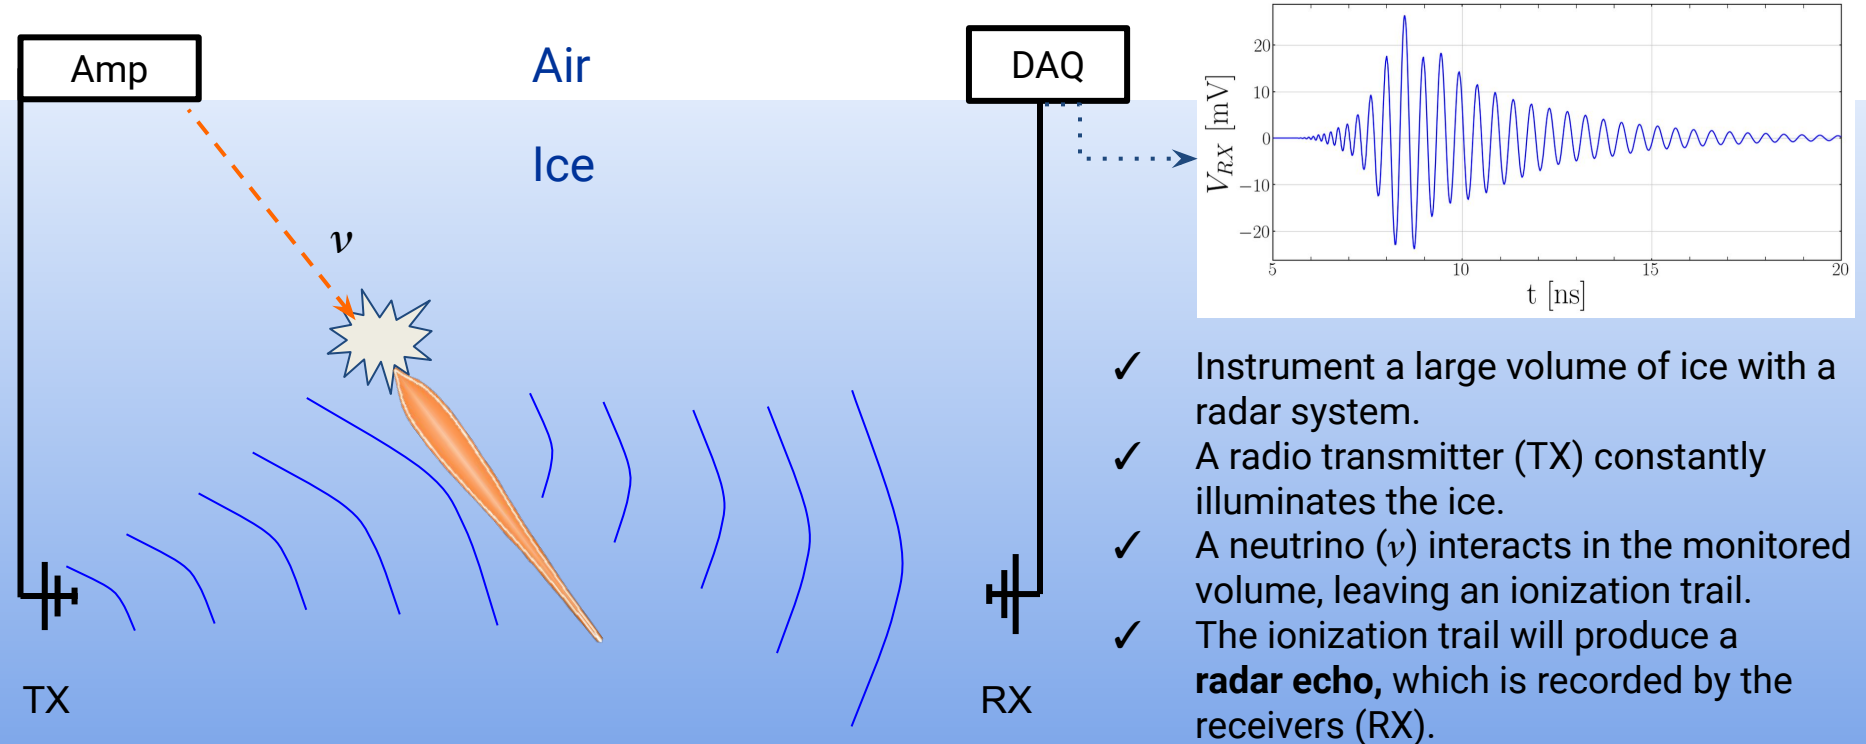 Amp
Air
DAQ
Ice
ν
TX
RX
V_RX [mV]
20
10
0
−10
−20
5
10
15
20
t [ns]
✓ Instrument a large volume of ice with a
radar system.
✓ A radio transmitter (TX) constantly
illuminates the ice.
✓ A neutrino (ν) interacts in the monitored
volume, leaving an ionization trail.
✓ The ionization trail will produce a
radar echo, which is recorded by the
receivers (RX).